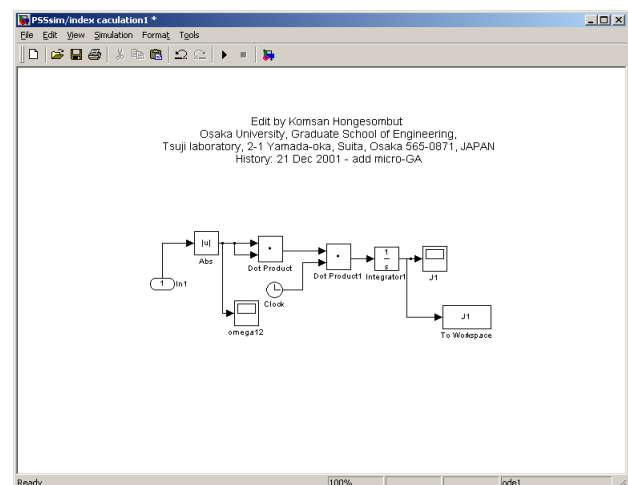 PSSsim/index caculation1 *
File Edit View Simulation Format Tools
Edit by Komsan Hongesombut
Osaka University, Graduate School of Engineering,
Tsuji laboratory, 2-1 Yamada-oka, Suita, Osaka 565-0871, JAPAN
History: 21 Dec 2001 - add micro-GA
|u|
Abs
Dot Product
Dot Product1
1
s
Integrator1
J1
1
In1
Clock
omega12
J1
To Workspace
Ready
100%
ode1